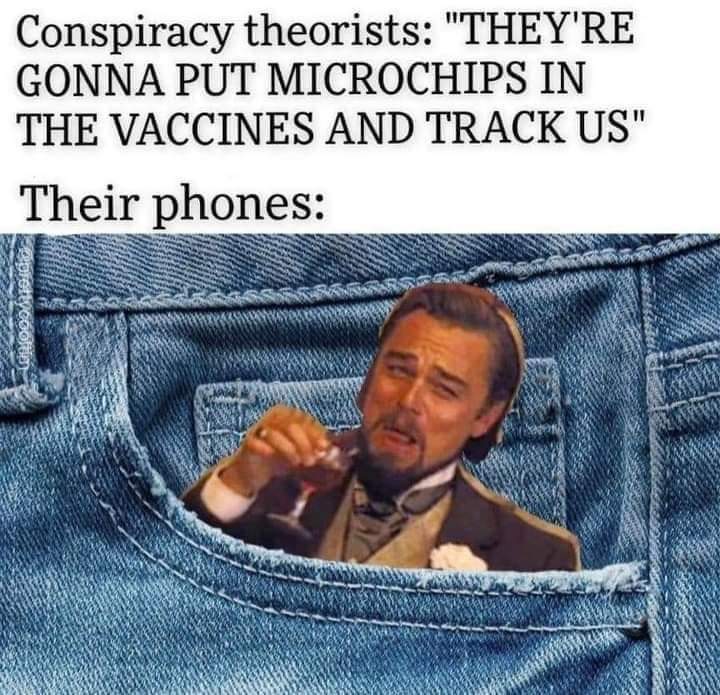 Conspiracy theorists: "THEY'RE
GONNA PUT MICROCHIPS IN
THE VACCINES AND TRACK US"
Their phones: